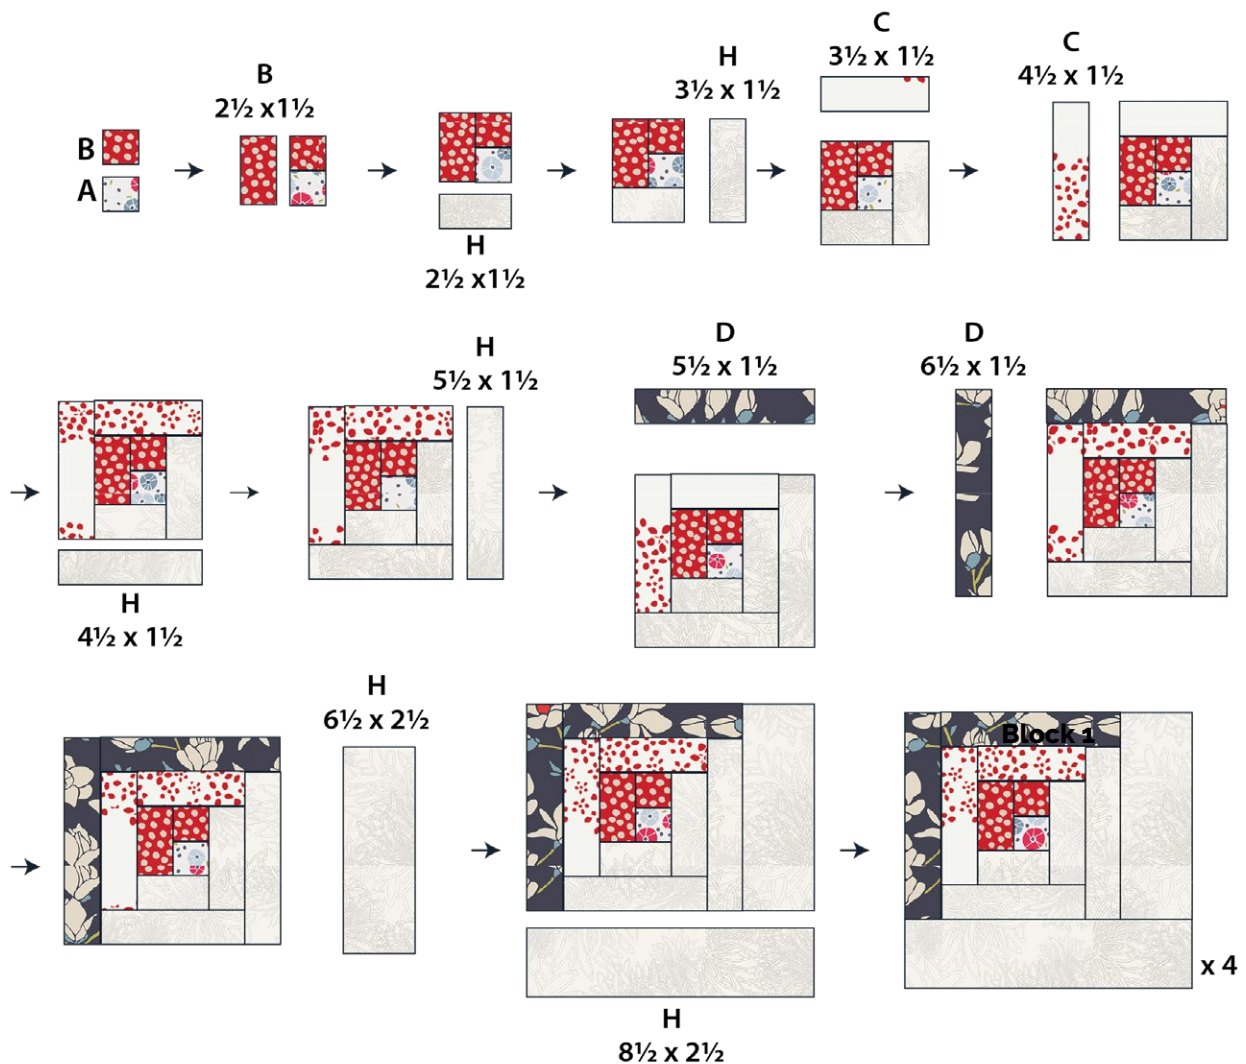 B
A
B
2½ x1½
H
2½ x1½
H
3½ x 1½
C
3½ x 1½
C
4½ x 1½
H
4½ x 1½
H
5½ x 1½
D
5½ x 1½
D
6½ x 1½
H
6½ x 2½
H
8½ x 2½
Block 1
x 4